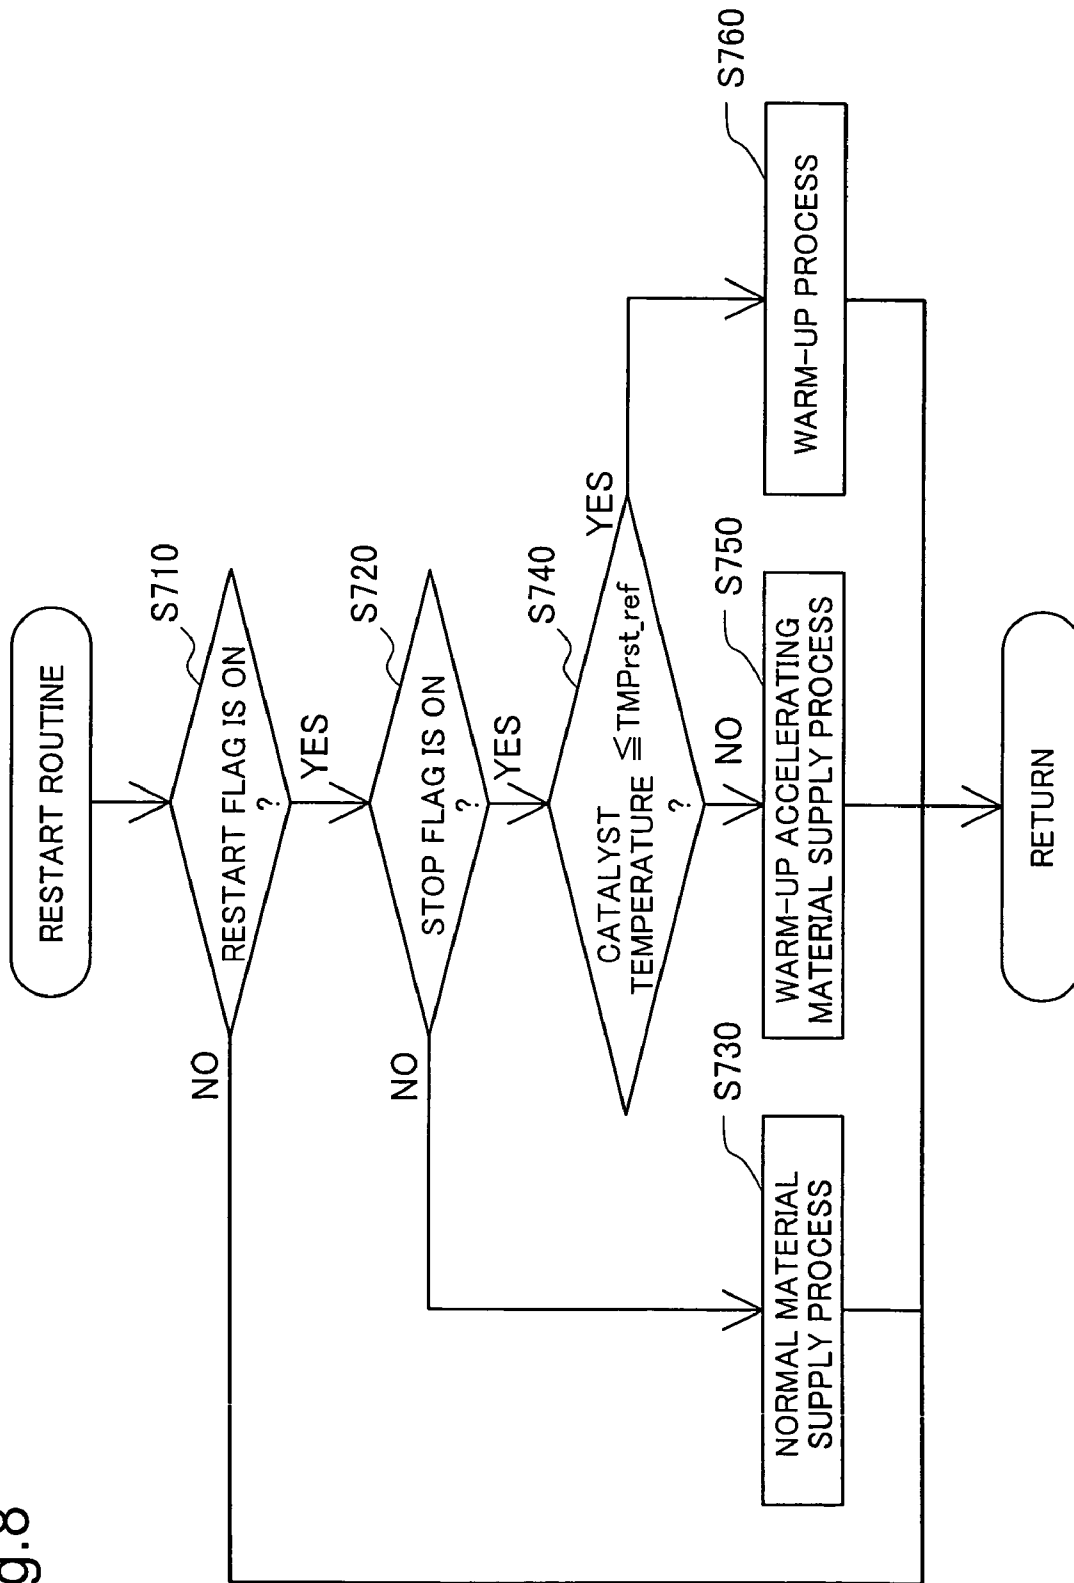 g.8
RESTART ROUTINE
S710
RESTART FLAG IS ON
?
NO
YES
S720
STOP FLAG IS ON
?
NO
YES
S740
CATALYST
TEMPERATURE ≦TMPrst_ref
?
YES
NO
S730
NORMAL MATERIAL
SUPPLY PROCESS
S750
WARM-UP ACCELERATING
MATERIAL SUPPLY PROCESS
S760
WARM-UP PROCESS
RETURN